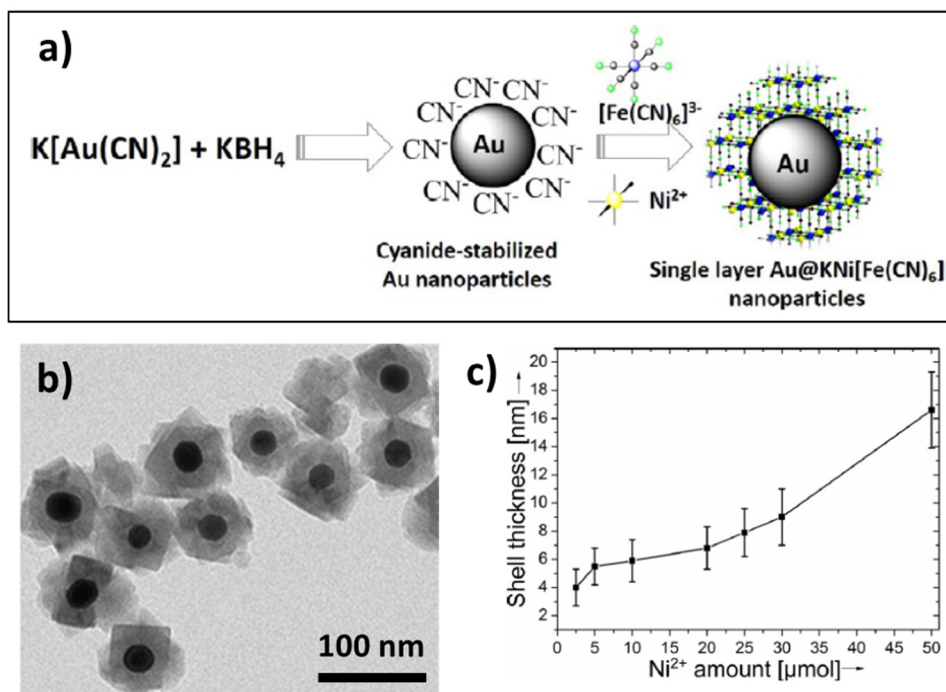 a)
K[Au(CN)₂] + KBH₄
CN⁻ CN⁻
CN⁻ CN⁻
CN⁻ Au CN⁻
CN⁻ CN⁻
CN⁻
Cyanide-stabilized
Au nanoparticles
[Fe(CN)₆]³⁻
Ni²⁺
Au
Single layer Au@KNi[Fe(CN)₆]
nanoparticles
b)
100 nm
c)
Shell thickness [nm]→
20
18
16
14
12
10
8
6
4
2
0 5 10 15 20 25 30 35 40 45 50
Ni²⁺ amount [µmol]→